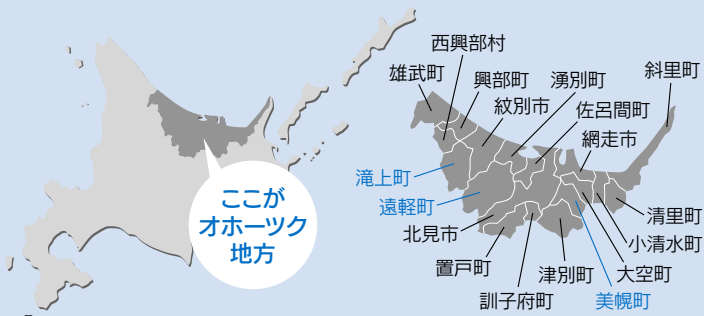 ここが
オホーツク
地方
西興部村
雄武町
興部町
紋別市
湧別町
佐呂間町
網走市
斜里町
滝上町
遠軽町
北見市
置戸町
訓子府町
津別町
美幌町
大空町
小清水町
清里町